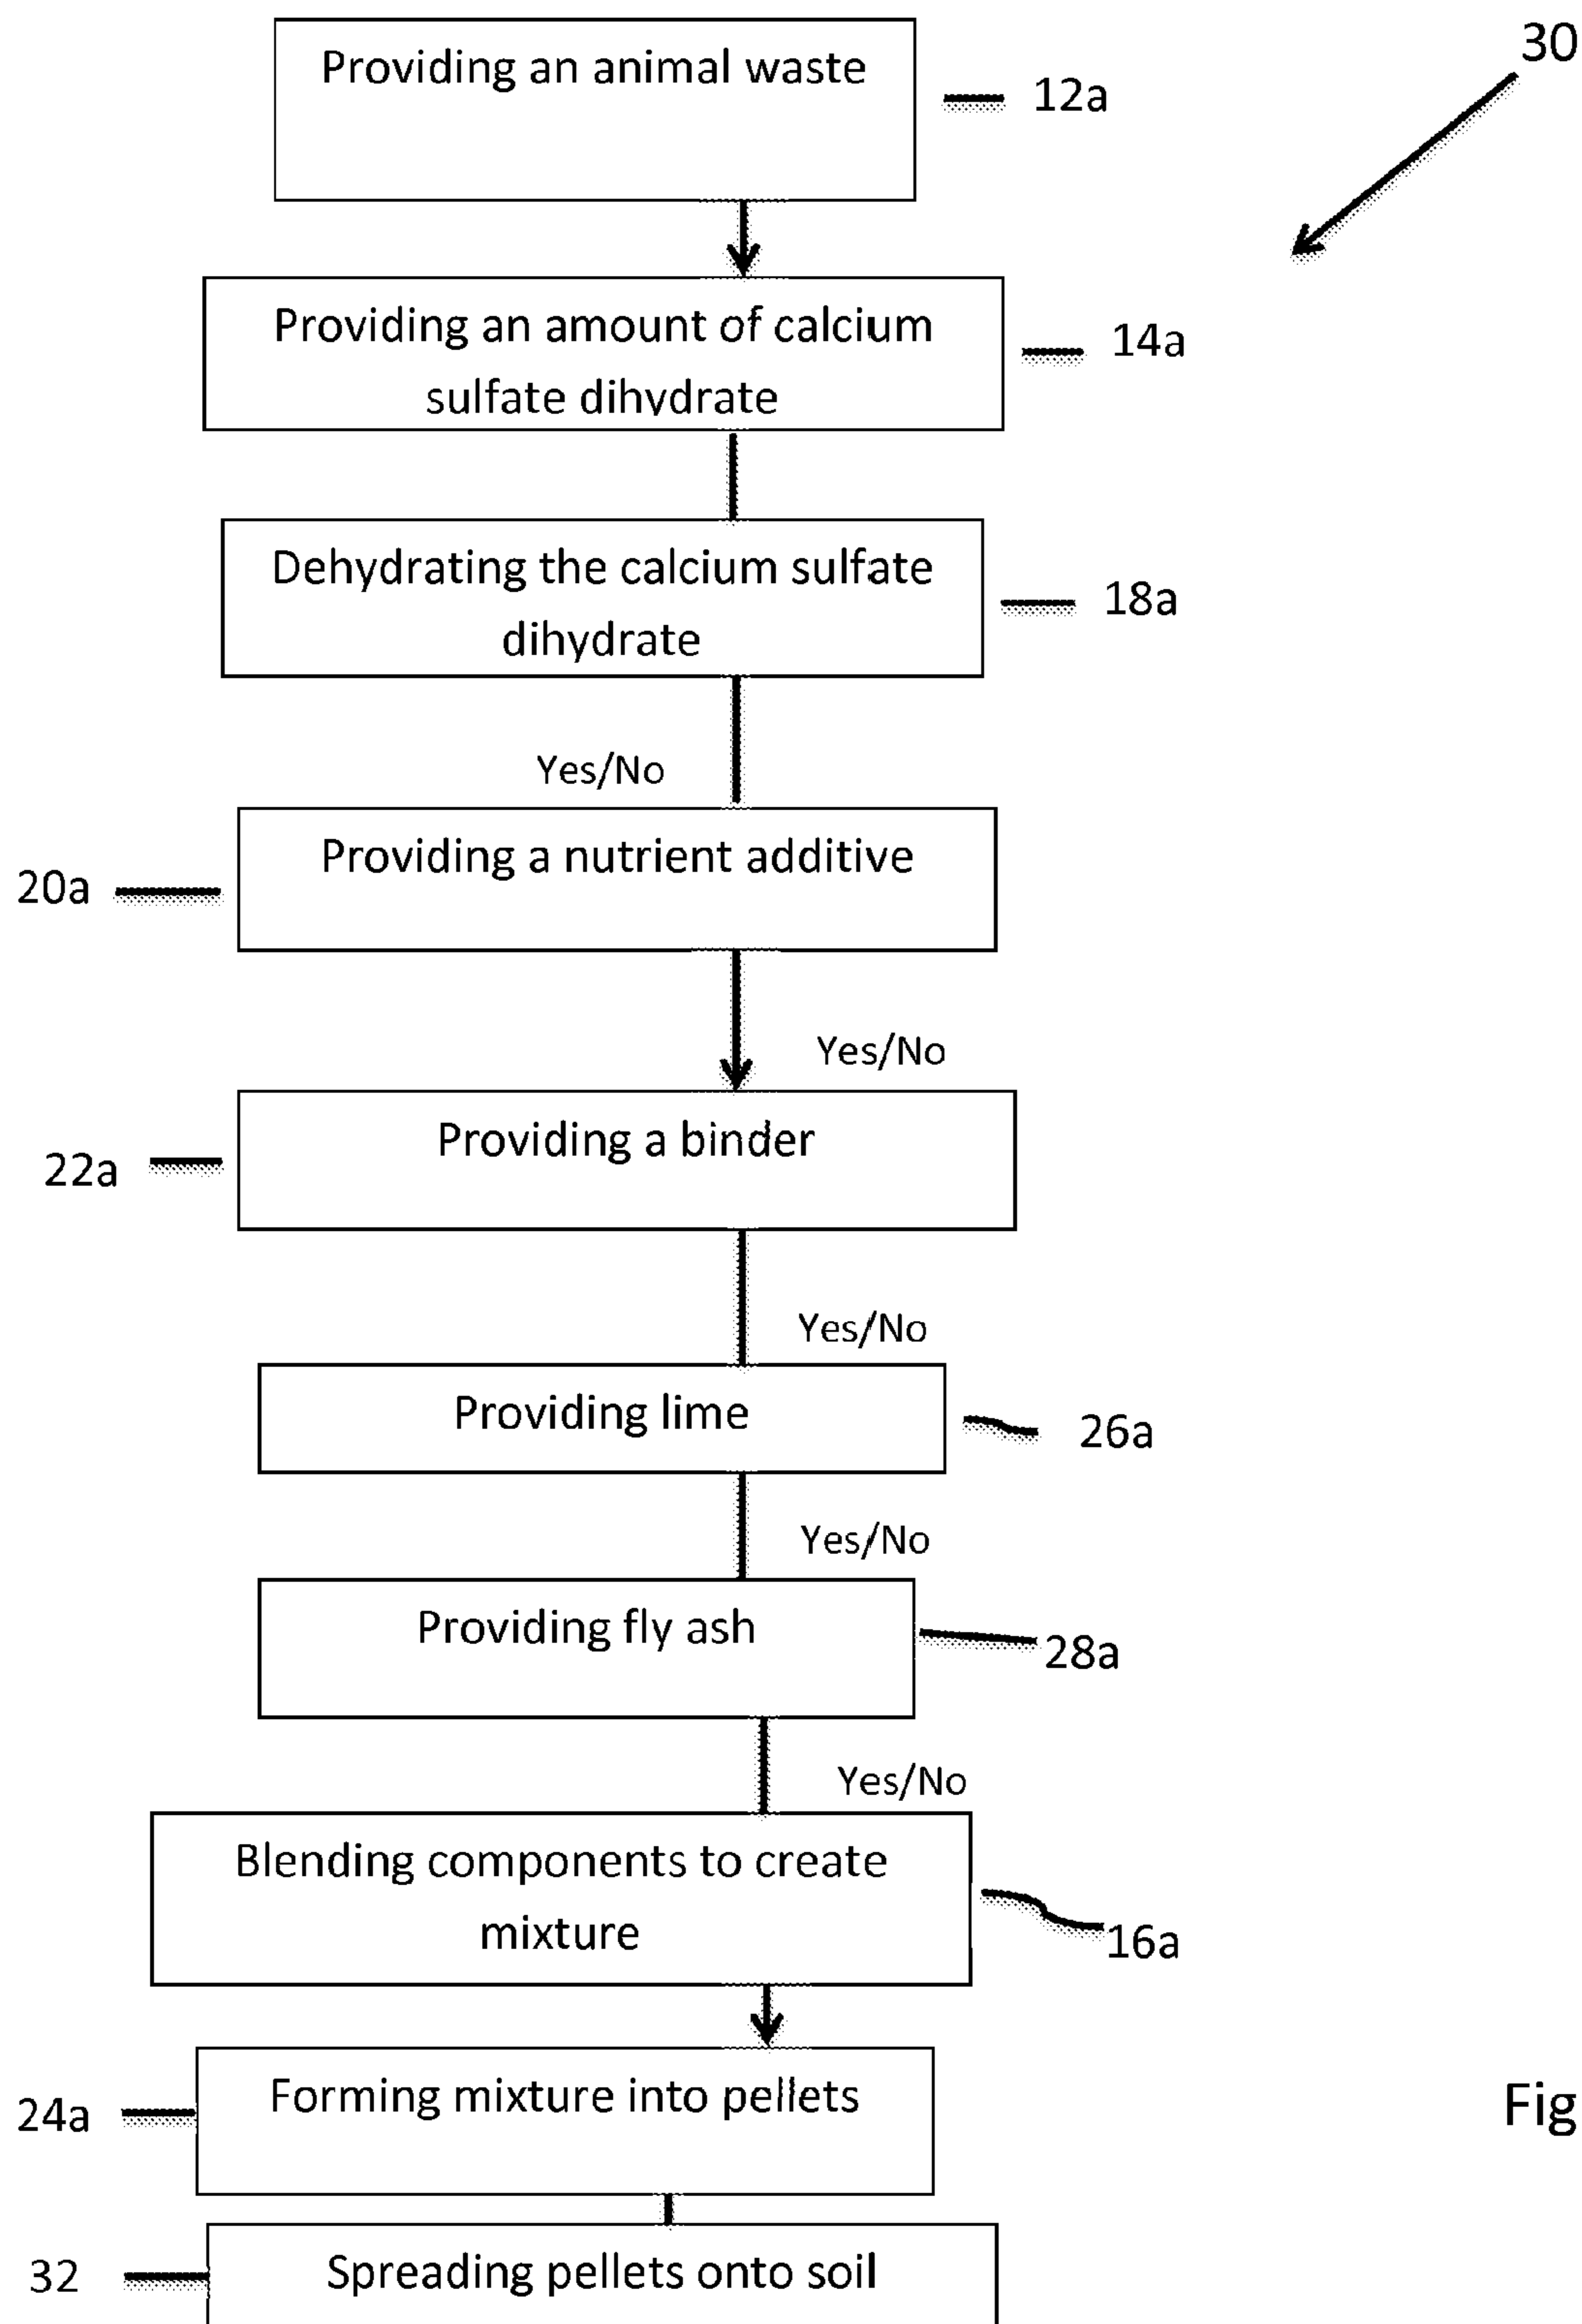 30
Providing an animal waste
12a
Providing an amount of calcium
sulfate dihydrate
14a
Dehydrating the calcium sulfate
dihydrate
18a
Yes/No
Providing a nutrient additive
20a
Yes/No
Providing a binder
22a
Yes/No
Providing lime
26a
Yes/No
Providing fly ash
28a
Yes/No
Blending components to create
mixture
16a
Forming mixture into pellets
24a
Fig
Spreading pellets onto soil
32